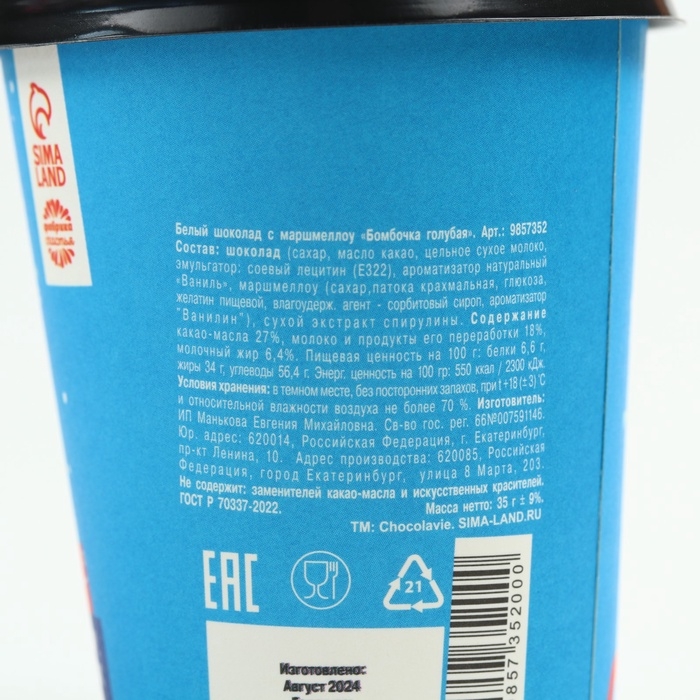 SIMA
LAND
фабрика
счастья
Белый шоколад с маршмеллоу «Бомбочка голубая». Арт.: 9857352
Состав: шоколад (сахар, масло какао, цельное сухое молоко,
эмульгатор: соевый лецитин (Е322), ароматизатор натуральный
«Ваниль», маршмеллоу (сахар,патока крахмальная, глюкоза,
желатин пищевой, влагоудерж. агент - сорбитовый сироп, ароматизатор
"Ванилин"), сухой экстракт спирулины. Содержание
какао-масла 27%, молоко и продукты его переработки 18%,
молочный жир 6,4%. Пищевая ценность на 100 г: белки 6,6 г,
жиры 34 г, углеводы 56,4 г. Энерг. ценность на 100 гр: 550 ккал / 2300 кДж.
Условия хранения: в темном месте, без посторонних запахов, при t +18 (±3) °C
и относительной влажности воздуха не более 70 %. Изготовитель:
ИП Манькова Евгения Михайловна. Св-во гос. рег. 66№007591146.
Юр. адрес: 620014, Российская Федерация, г. Екатеринбург,
пр-кт Ленина, 10. Адрес производства: 620085, Российская
Федерация, город Екатеринбург, улица 8 Марта, 203.
Не содержит: заменителей какао-масла и искусственных красителей.
ГОСТ Р 70337-2022. Масса нетто: 35 г ± 9%.
ТМ: Chocolavie. SIMA-LAND.RU
EAC
21
857352000
Изготовлено:
Август 2024